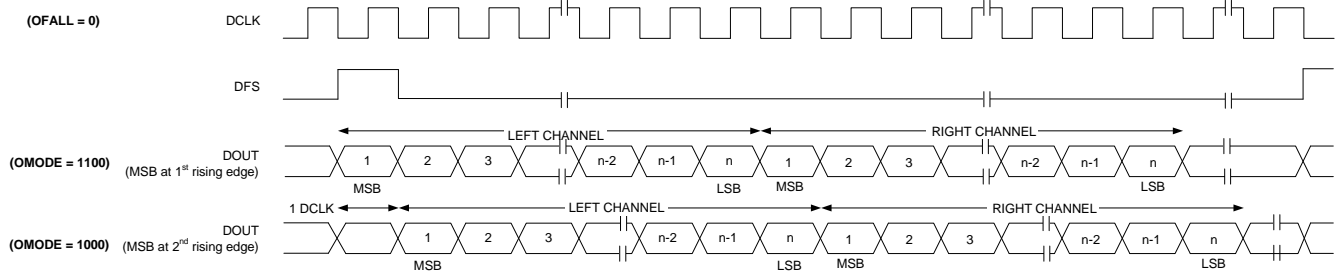 (OFALL = 0) DCLK
DFS
LEFT CHANNEL RIGHT CHANNEL
(OMODE = 1100) DOUT 1 2 3 n-2 n-1 n 1 2 3 n-2 n-1 n
(MSB at 1st rising edge)
MSB LSB MSB LSB
1 DCLK LEFT CHANNEL RIGHT CHANNEL
(OMODE = 1000) DOUT 1 2 3 n-2 n-1 n 1 2 3 n-2 n-1 n
(MSB at 2nd rising edge)
MSB LSB MSB LSB